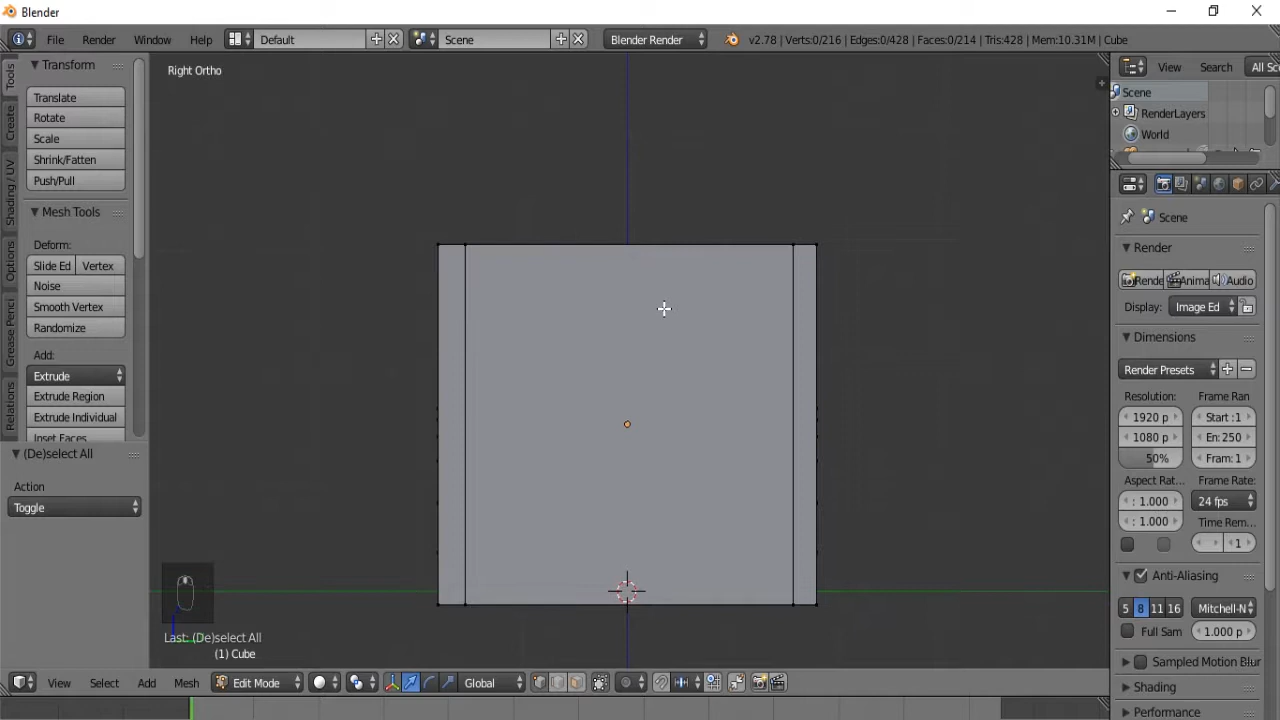 Blender
File Render Window Help Default Scene Blender Render v2.78 | Verts:0/216 | Edges:0/428 | Faces:0/214 | Tris:428 | Mem:10.31M | Cube
Tools
Create
Shading / UV
Options
Grease Penci
Relations
Transform
Translate
Rotate
Scale
Shrink/Fatten
Push/Pull
Mesh Tools
Deform:
Slide Ed Vertex
Noise
Smooth Vertex
Randomize
Add:
Extrude
Extrude Region
Extrude Individual
Inset Faces
(De)select All
Action
Toggle
Right Ortho
Last: (De)select All
(1) Cube
View Select Add Mesh Edit Mode Global
View Search All Sc
Scene
RenderLayers
World
Scene
Render
Rende Anima Audio
Display: Image Ed
Dimensions
Render Presets
Resolution: Frame Ran
1920 p Start :1
1080 p En: 250
50% Fram: 1
Aspect Rat... Frame Rate:
: 1.000 24 fps
: 1.000 Time Rem...
1
Anti-Aliasing
5 8 11 16 Mitchell-N
Full Sam 1.000 p
Sampled Motion Blur
Shading
Performance